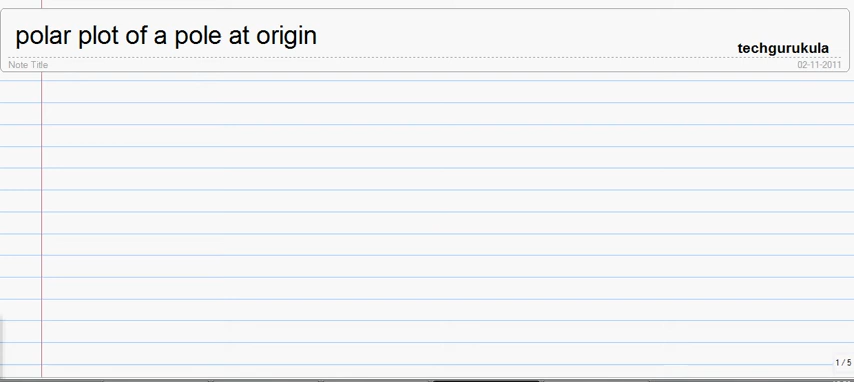 polar plot of a pole at origin
techgurukula
Note Title
02-11-2011
1 / 5